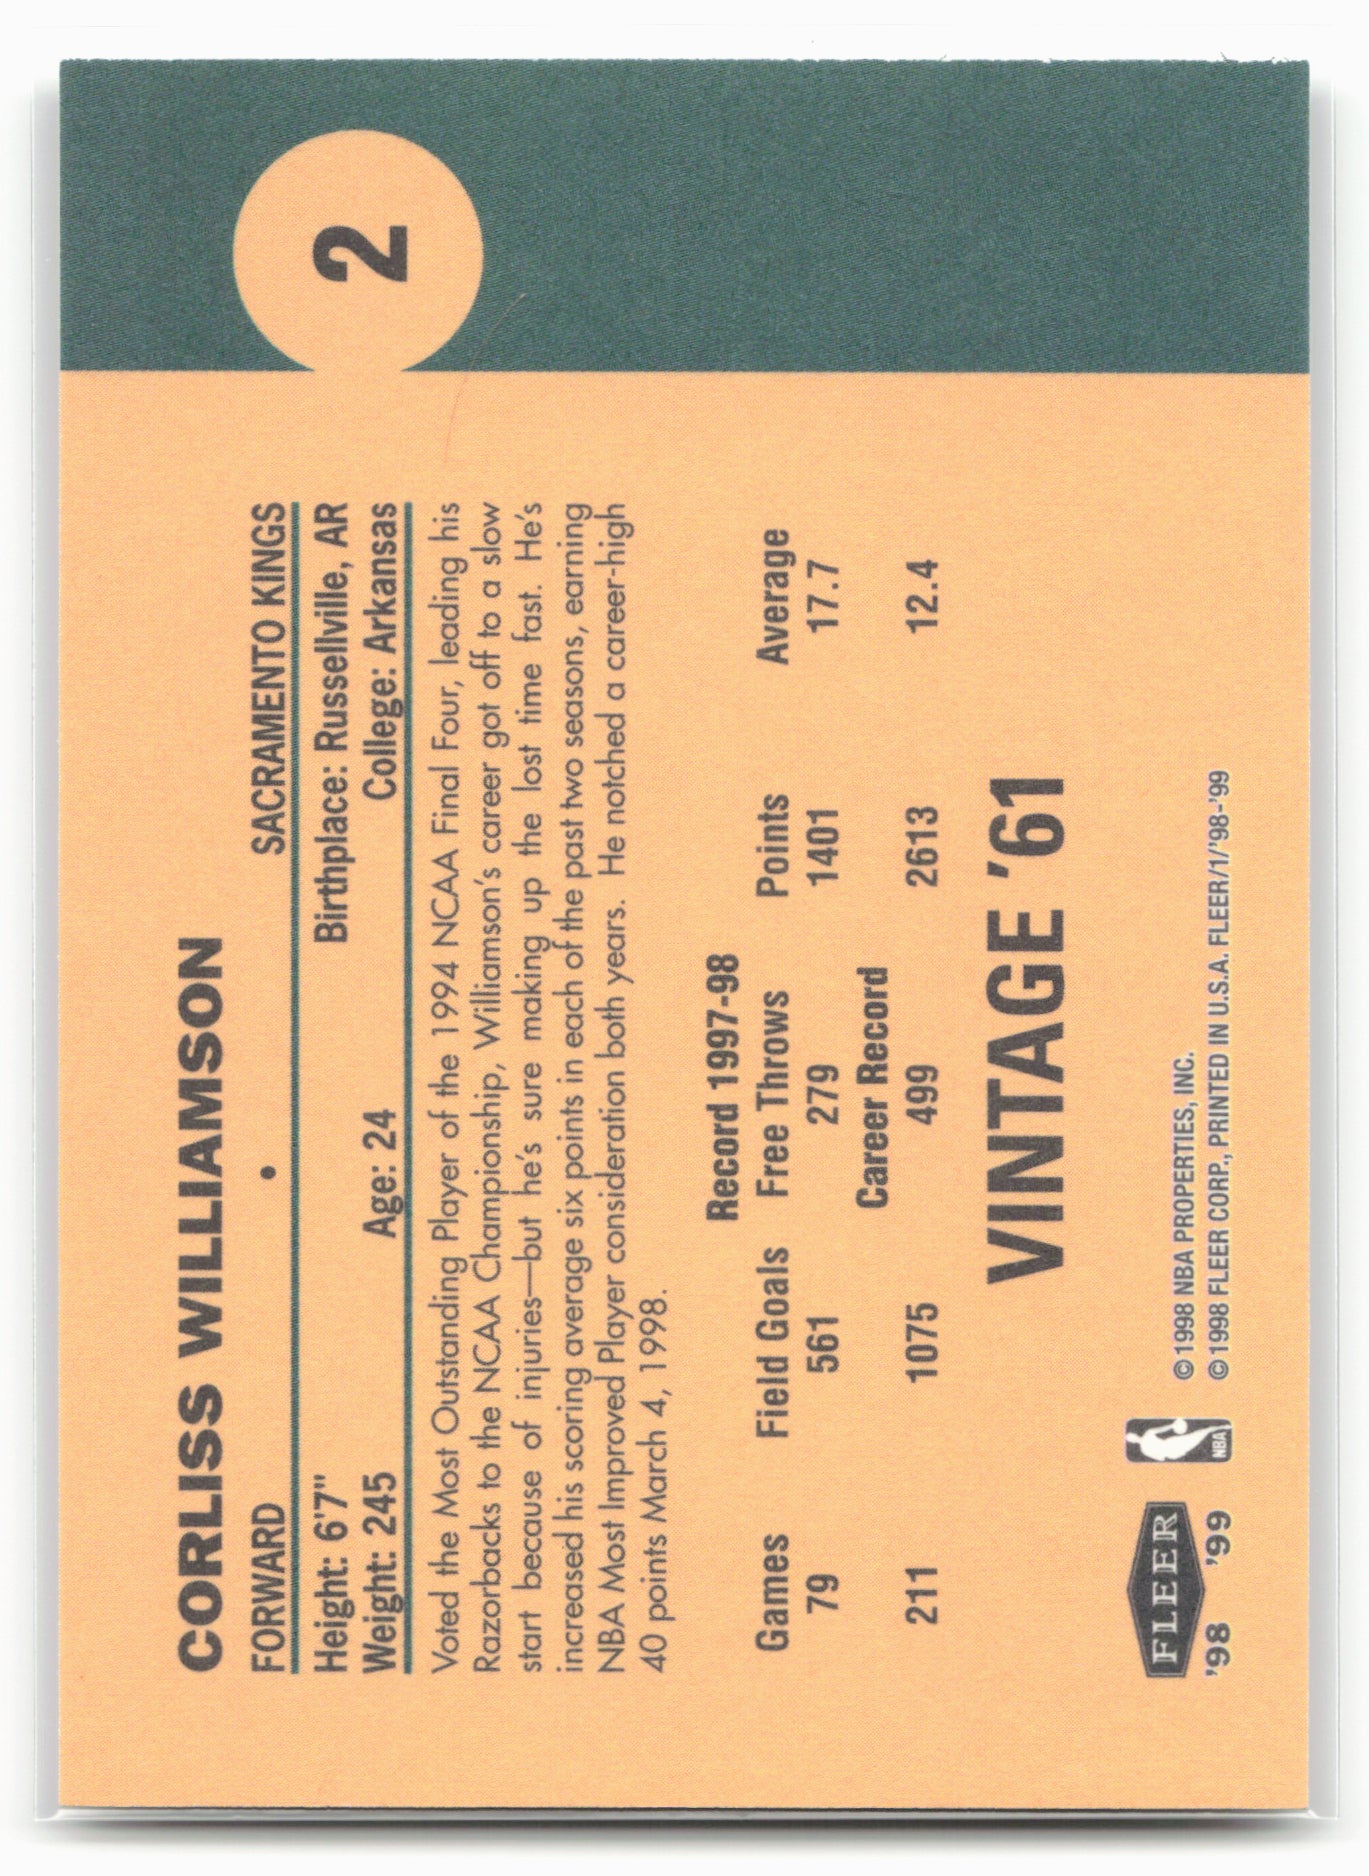 2
CORLISS WILLIAMSON
FORWARD • SACRAMENTO KINGS
Height: 6'7" Birthplace: Russellville, AR
Weight: 245 Age: 24 College: Arkansas
Voted the Most Outstanding Player of the 1994 NCAA Final Four, leading his
Razorbacks to the NCAA Championship, Williamson's career got off to a slow
start because of injuries—but he's sure making up the lost time fast. He's
increased his scoring average six points in each of the past two seasons, earning
NBA Most Improved Player consideration both years. He notched a career-high
40 points March 4, 1998.
Record 1997-98
Games Field Goals Free Throws Points Average
79 561 279 1401 17.7
Career Record
211 1075 499 2613 12.4
VINTAGE '61
FLEER
'98 '99
NBA
©1998 NBA PROPERTIES, INC.
©1998 FLEER CORP., PRINTED IN U.S.A. FLEER/1/'98-'99